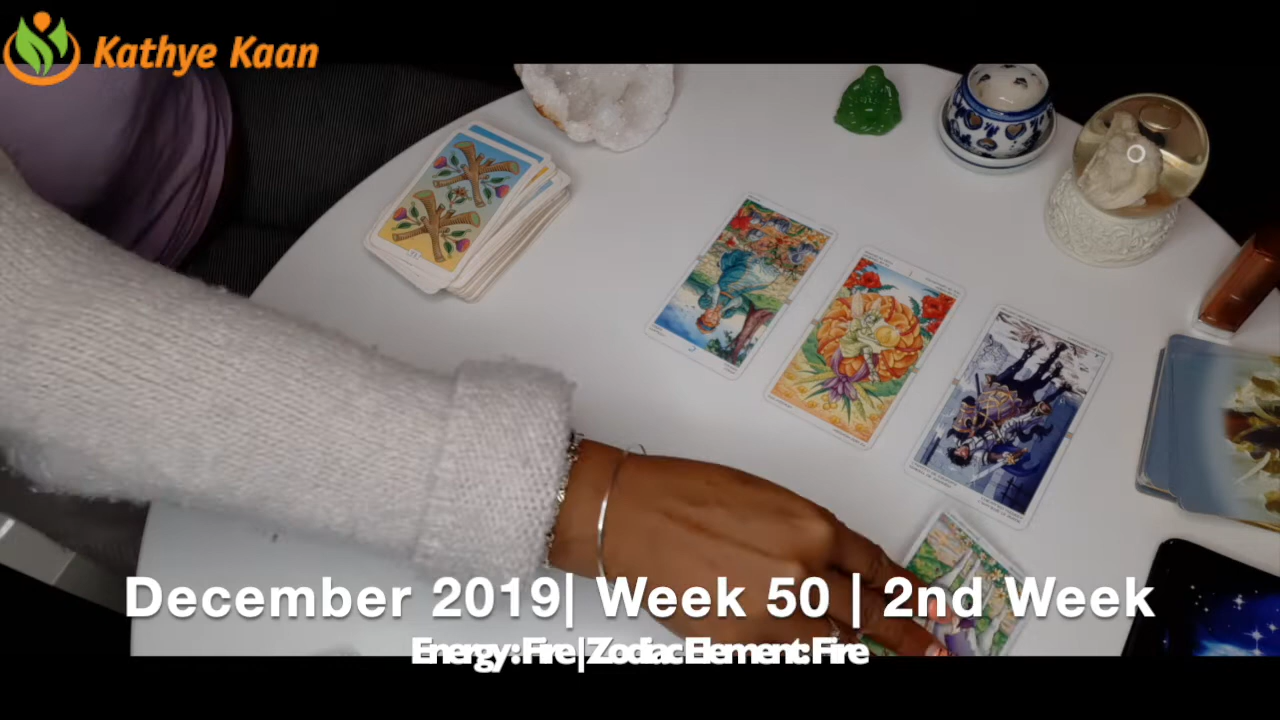 Kathye Kaan
December 2019| Week 50 | 2nd Week
Energy: Fire | Zodiac Element: Fire